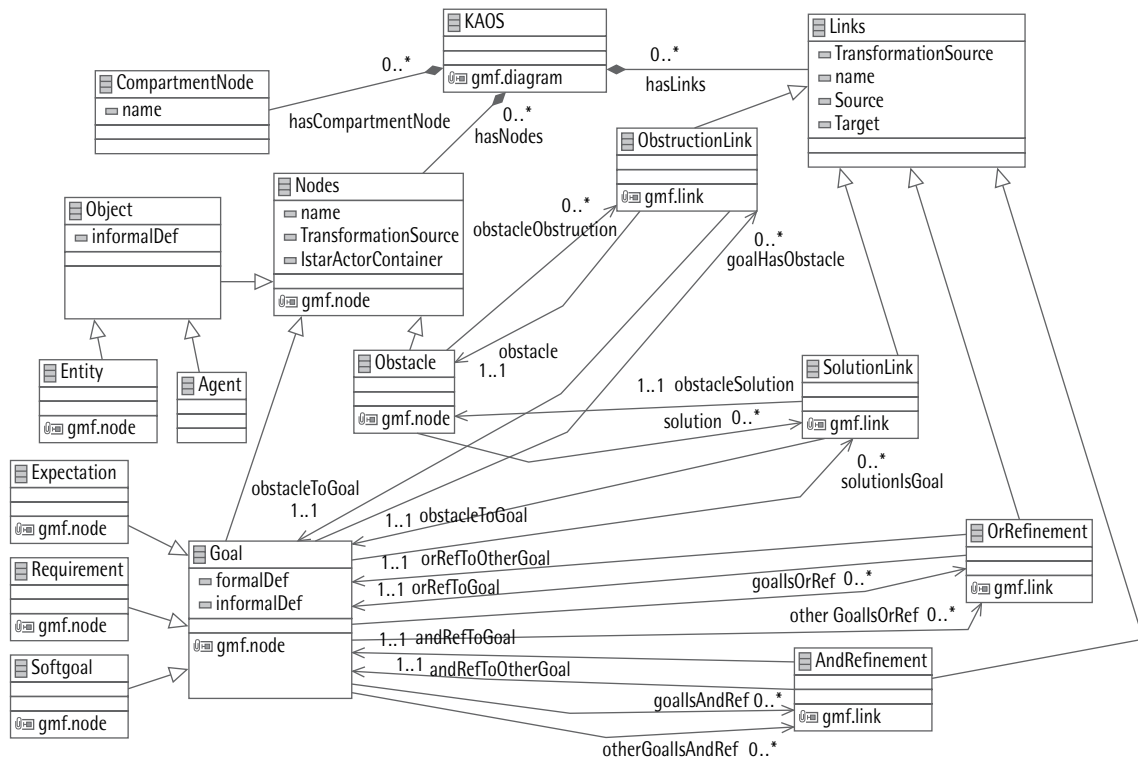 KAOS
gmf.diagram
Links
TransformationSource
name
Source
Target
CompartmentNode
name
0..*
hasCompartmentNode
0..*
hasNodes
0..*
hasLinks
ObstructionLink
gmf.link
Nodes
name
TransformationSource
IstarActorContainer
gmf.node
Object
informalDef
0..*
obstacleObstruction
0..*
goalHasObstacle
Entity
gmf.node
Agent
Obstacle
gmf.node
obstacle
1..1
SolutionLink
gmf.link
1..1 obstacleSolution
solution 0..*
0..*
solutionIsGoal
Expectation
gmf.node
Requirement
gmf.node
Softgoal
gmf.node
obstacleToGoal
1..1
Goal
formalDef
informalDef
gmf.node
1..1 obstacleToGoal
1..1 orRefToOtherGoal
1..1 orRefToGoal
goalIsOrRef 0..*
other GoalIsOrRef 0..*
OrRefinement
gmf.link
1..1 andRefToGoal
1..1 andRefToOtherGoal
AndRefinement
gmf.link
goalIsAndRef 0..*
otherGoalIsAndRef 0..*